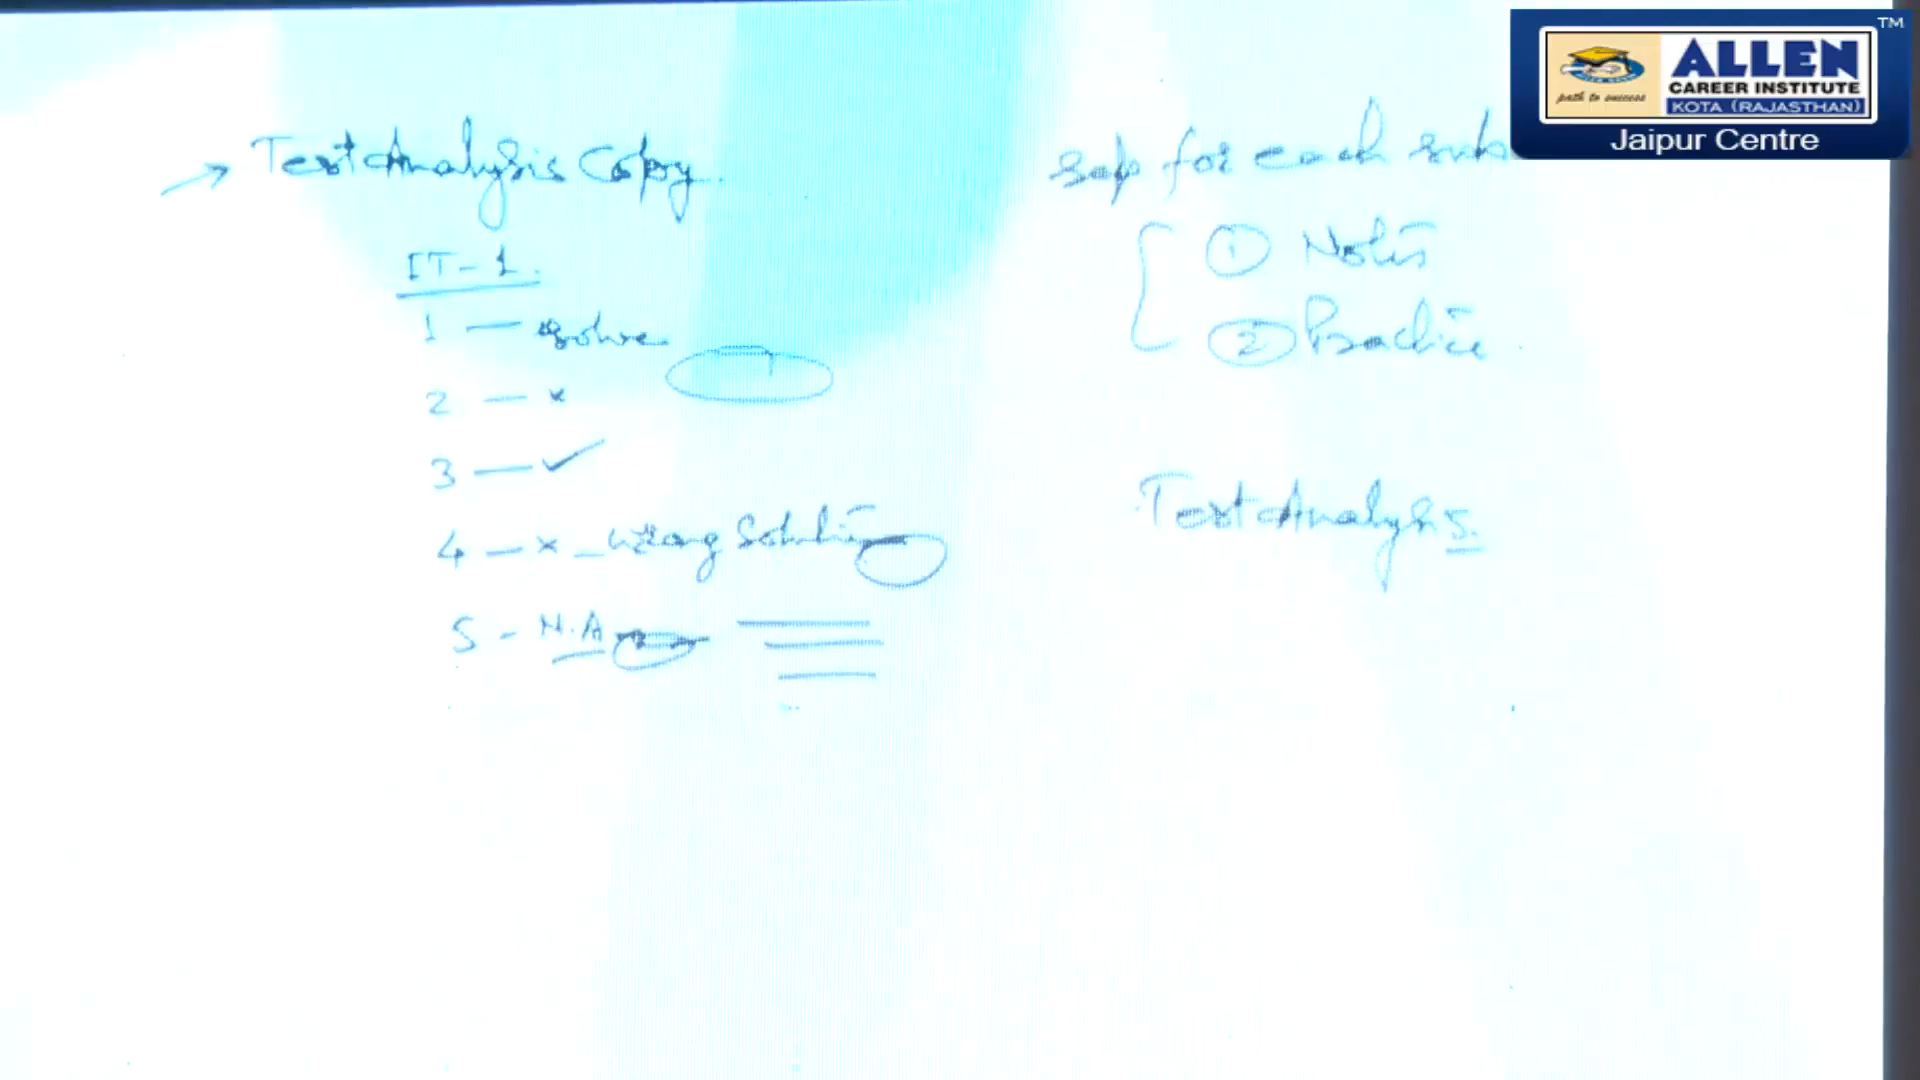 → Test Analysis Copy.
IT-1.
1 — solve
2 — ×
3 — ✓
4 — × — wrong Solution
5 - N.A
sep for each sub
① Notes
② Practice
Test Analysis.
TM
ALLEN
CAREER INSTITUTE
KOTA (RAJASTHAN)
path to success
Jaipur Centre